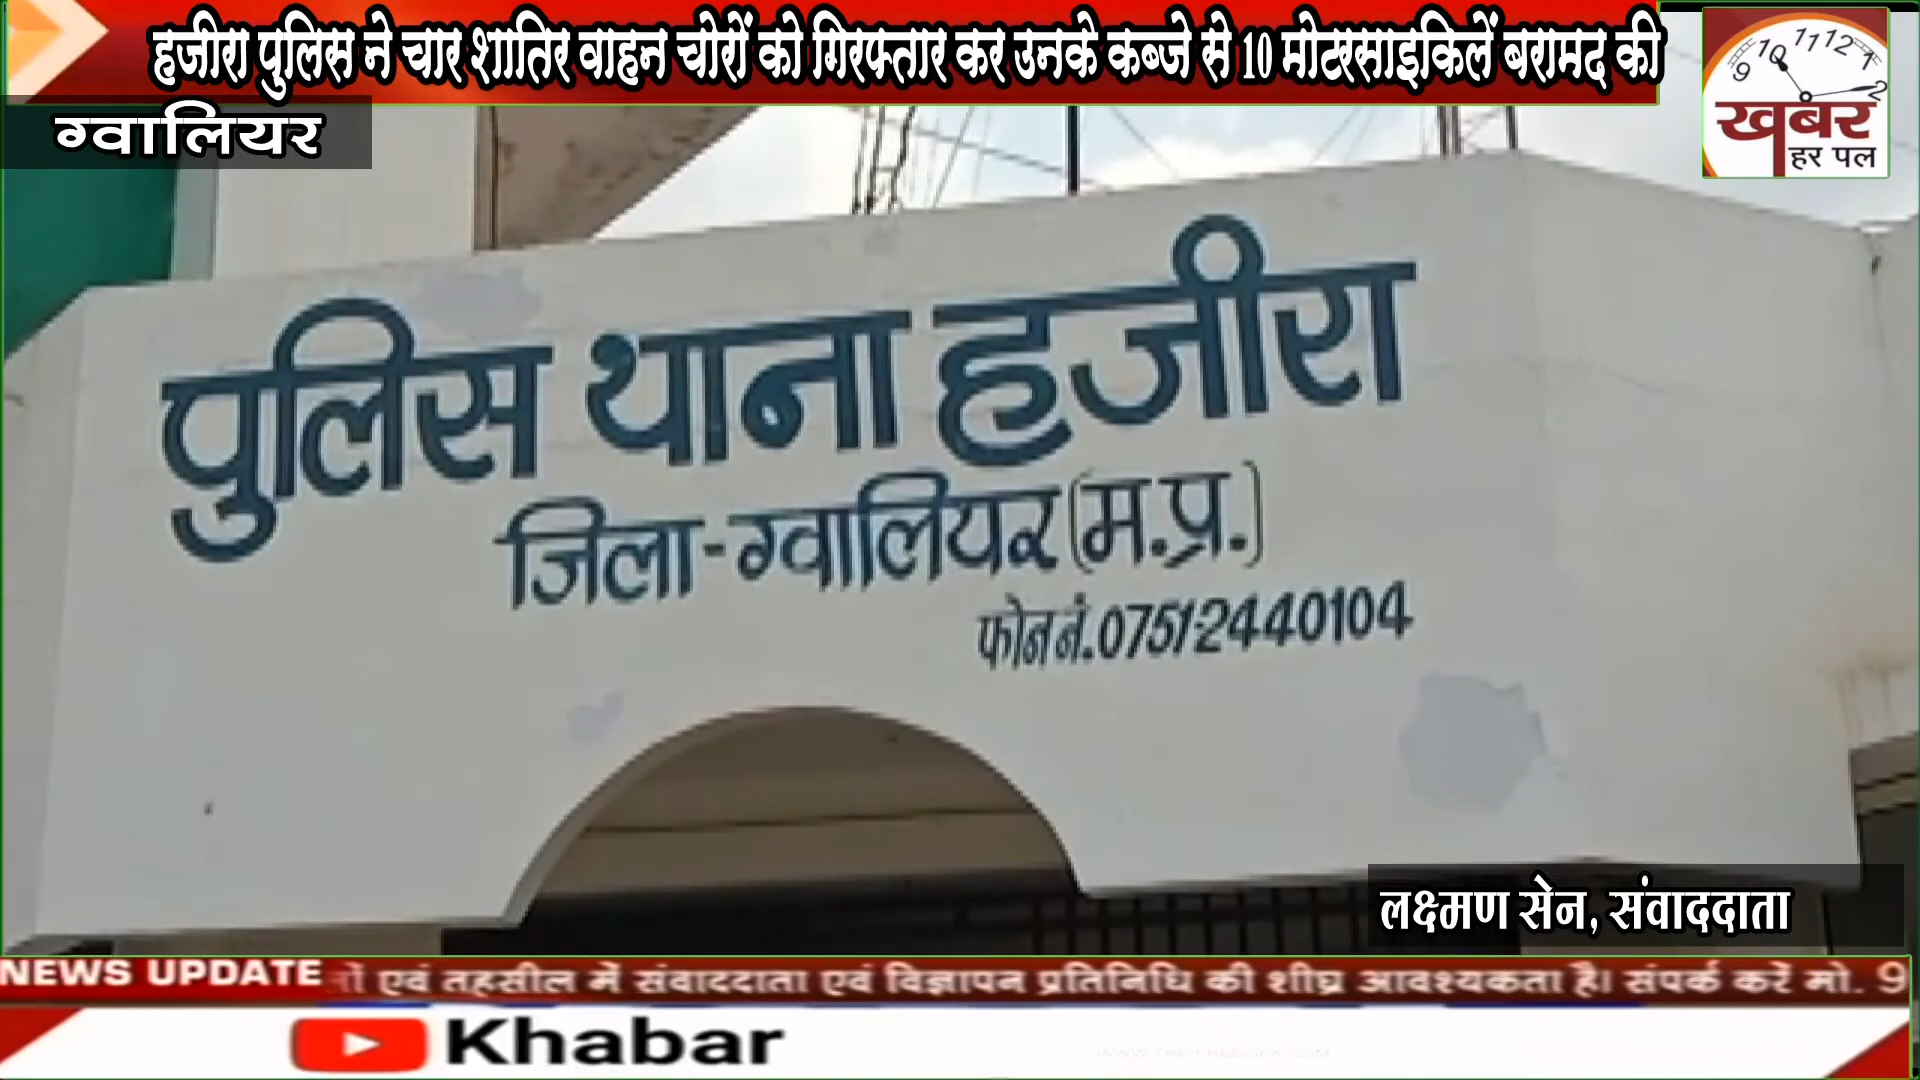 हजीरा पुलिस ने चार शातिर वाहन चोरों को गिरफ्तार कर उनके कब्जे से 10 मोटरसाइकिलें बरामद की
ग्वालियर
9 10 11 12 1 2
खबर
हर पल
पुलिस थाना हजीरा
जिला-ग्वालियर (म.प्र.)
फोन नं. 0751-2440104
लक्ष्मण सेन, संवाददाता
NEWS UPDATE एवं तहसील में संवाददाता एवं विज्ञापन प्रतिनिधि की शीघ्र आवश्यकता है। संपर्क करें मो. 9
Khabar